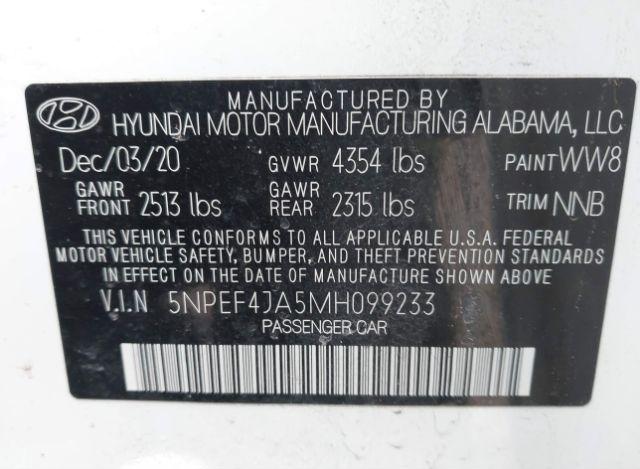 MANUFACTURED BY
HYUNDAI MOTOR MANUFACTURING ALABAMA, LLC
Dec/03/20 GVWR 4354 lbs PAINT WW8
GAWR FRONT 2513 lbs GAWR REAR 2315 lbs TRIM NNB
THIS VEHICLE CONFORMS TO ALL APPLICABLE U.S.A. FEDERAL
MOTOR VEHICLE SAFETY, BUMPER, AND THEFT PREVENTION STANDARDS
IN EFFECT ON THE DATE OF MANUFACTURE SHOWN ABOVE
V.I.N 5NPEF4JA5MH099233
PASSENGER CAR